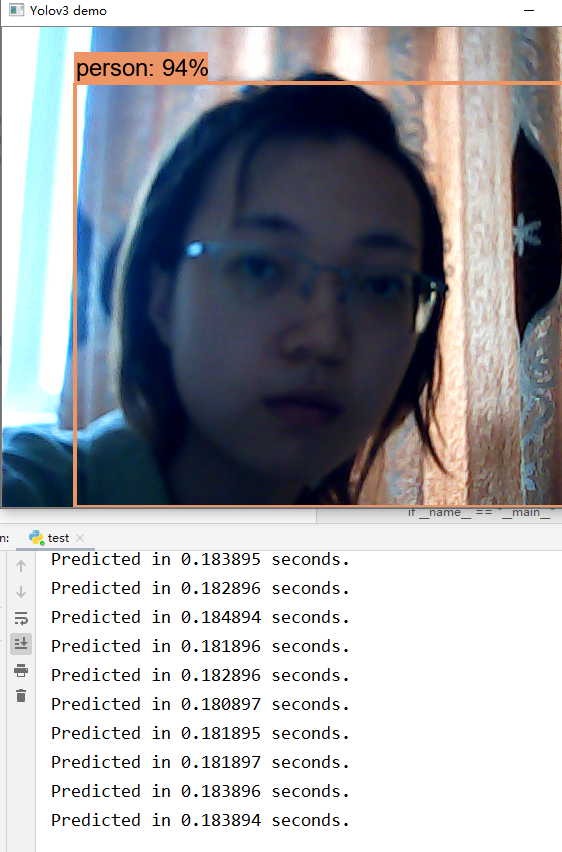 Yolov3 demo
person: 94%
if __name__ == "__main__"
n:
test
Predicted in 0.183895 seconds.
Predicted in 0.182896 seconds.
Predicted in 0.184894 seconds.
Predicted in 0.181896 seconds.
Predicted in 0.182896 seconds.
Predicted in 0.180897 seconds.
Predicted in 0.181895 seconds.
Predicted in 0.181897 seconds.
Predicted in 0.183896 seconds.
Predicted in 0.183894 seconds.